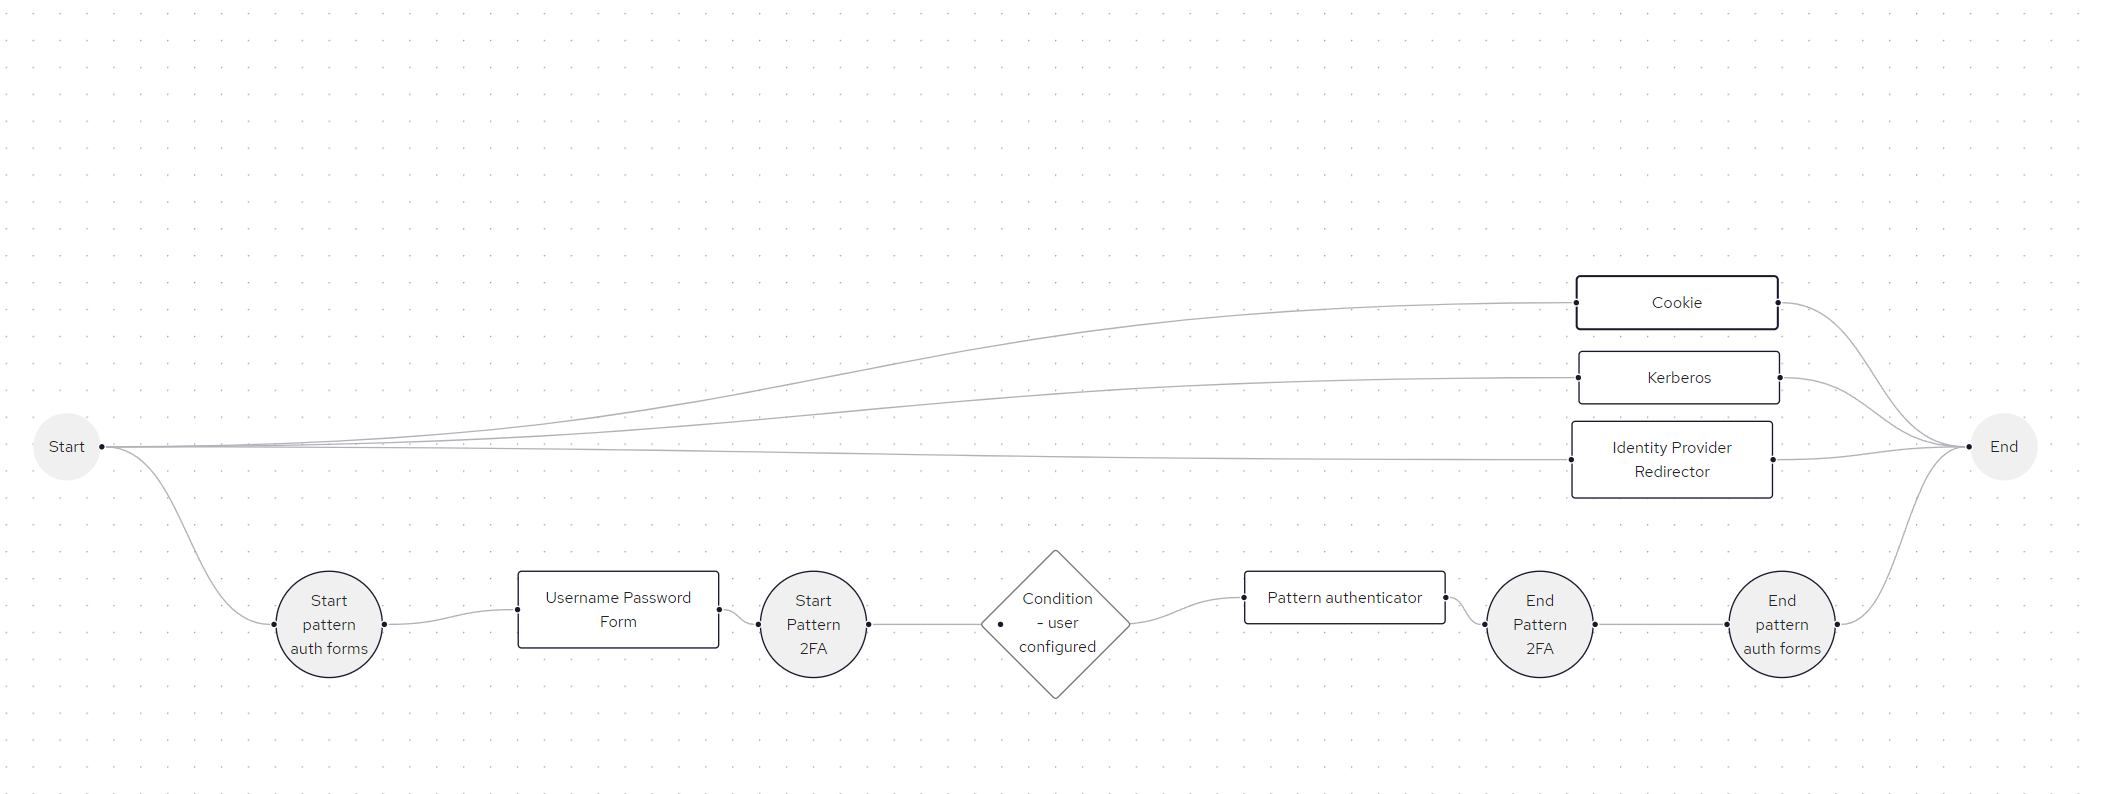 Cookie
Kerberos
Start
Identity Provider
Redirector
End
Start
pattern
auth forms
Username Password
Form
Start
Pattern
2FA
Condition
- user
configured
Pattern authenticator
End
Pattern
2FA
End
pattern
auth forms